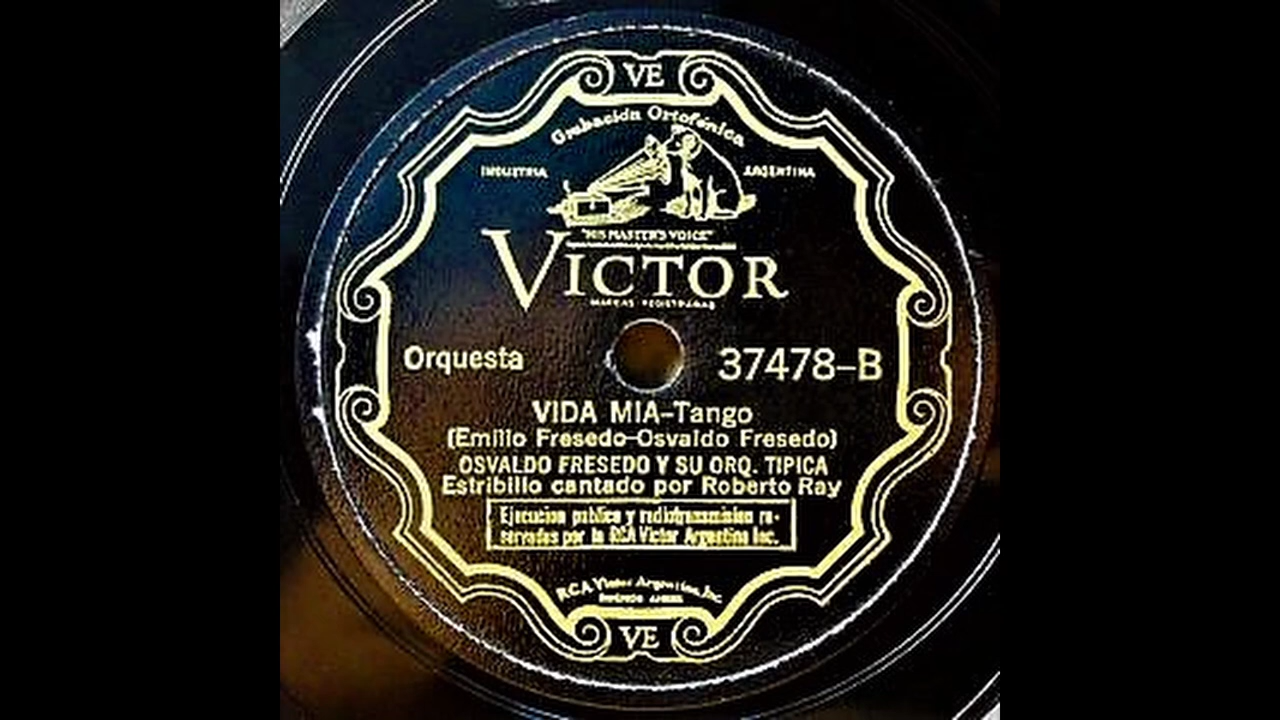 VE
Grabación Ortofónica
INDUSTRIA ARGENTINA
"HIS MASTER'S VOICE"
VICTOR
MARCAS REGISTRADAS
Orquesta 37478-B
VIDA MIA-Tango
(Emilio Fresedo-Osvaldo Fresedo)
OSVALDO FRESEDO Y SU ORQ. TIPICA
Estribillo cantado por Roberto Ray
Ejecucion publica y radiotransmision re-
servadas por la RCA Victor Argentina Inc.
RCA Victor Argentina, Inc.
VE